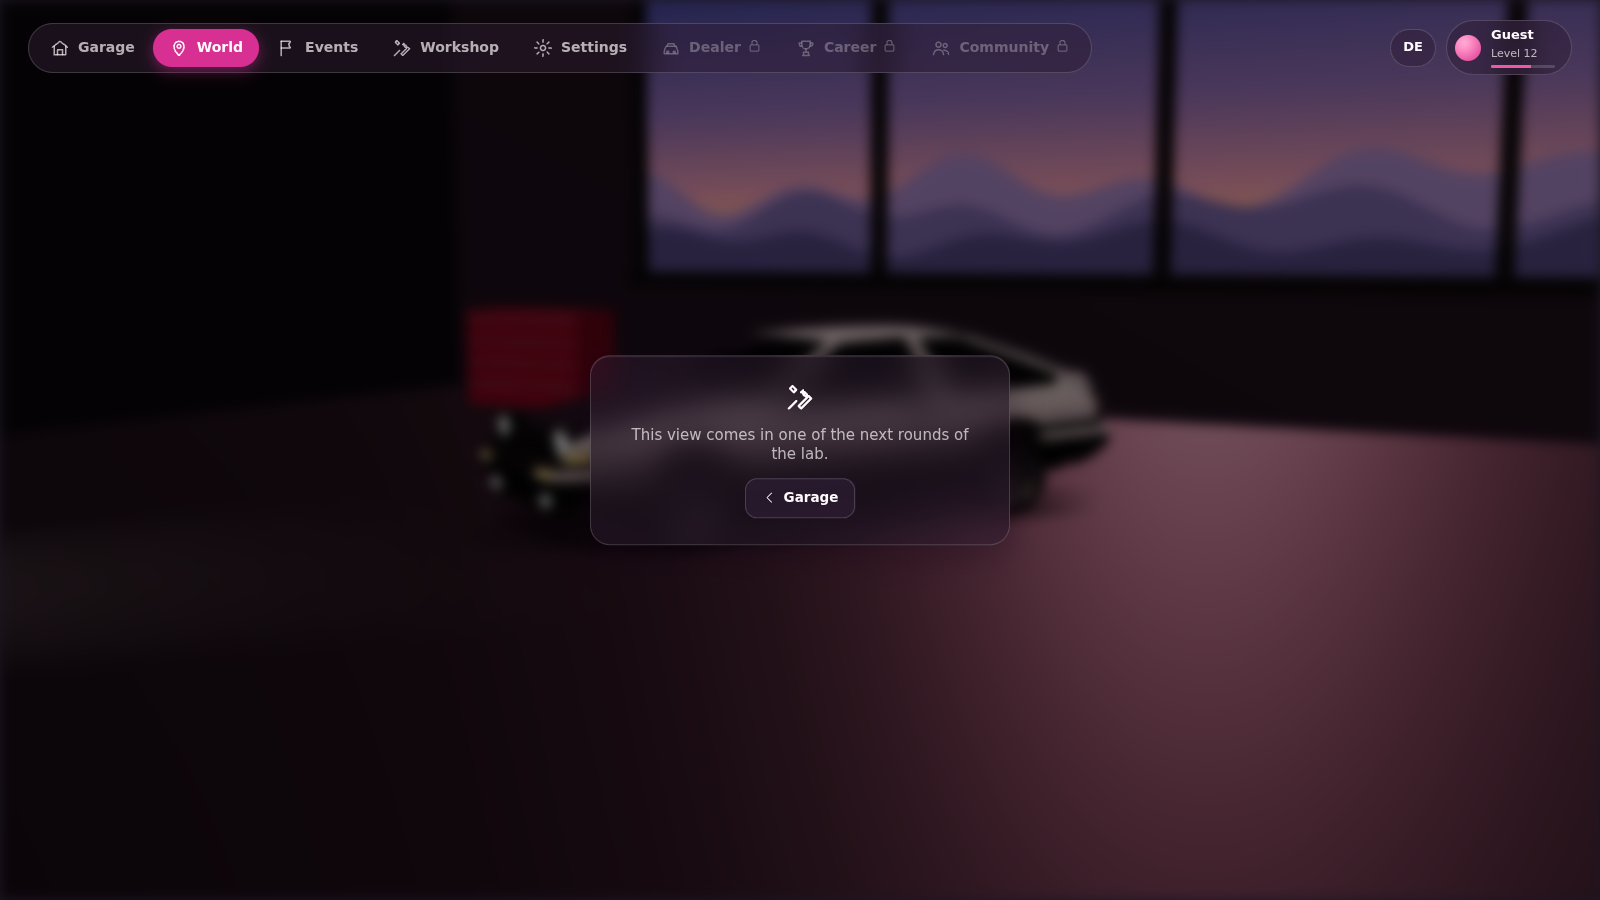 Garage
World
Events
Workshop
Settings
Dealer
Career
Community
DE
Guest
Level 12
This view comes in one of the next rounds of
the lab.
Garage